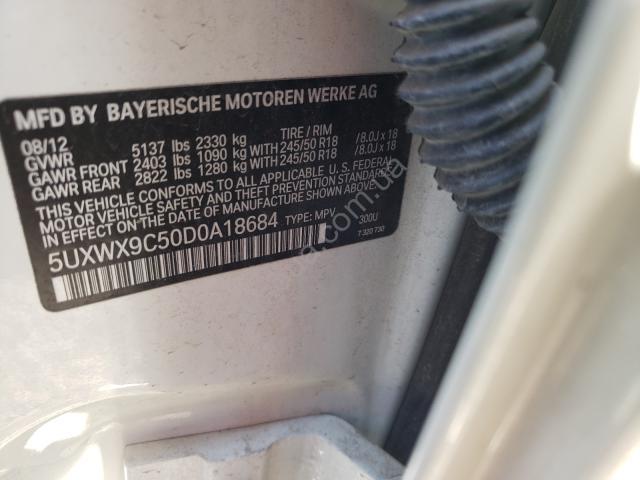 MFD BY BAYERISCHE MOTOREN WERKE AG
08/12 5137 lbs 2330 kg TIRE / RIM
GVWR
GAWR FRONT 2403 lbs 1090 kg WITH 245/50 R18 / 8.0J x 18
GAWR REAR 2822 lbs 1280 kg WITH 245/50 R18 / 8.0J x 18
THIS VEHICLE CONFORMS TO ALL APPLICABLE U. S. FEDERAL
MOTOR VEHICLE SAFETY AND THEFT PREVENTION STANDARDS
IN EFFECT ON THE DATE OF MANUFACTURE SHOWN ABOVE.
5UXWX9C50D0A18684 TYPE: MPV 300U
7 320 730